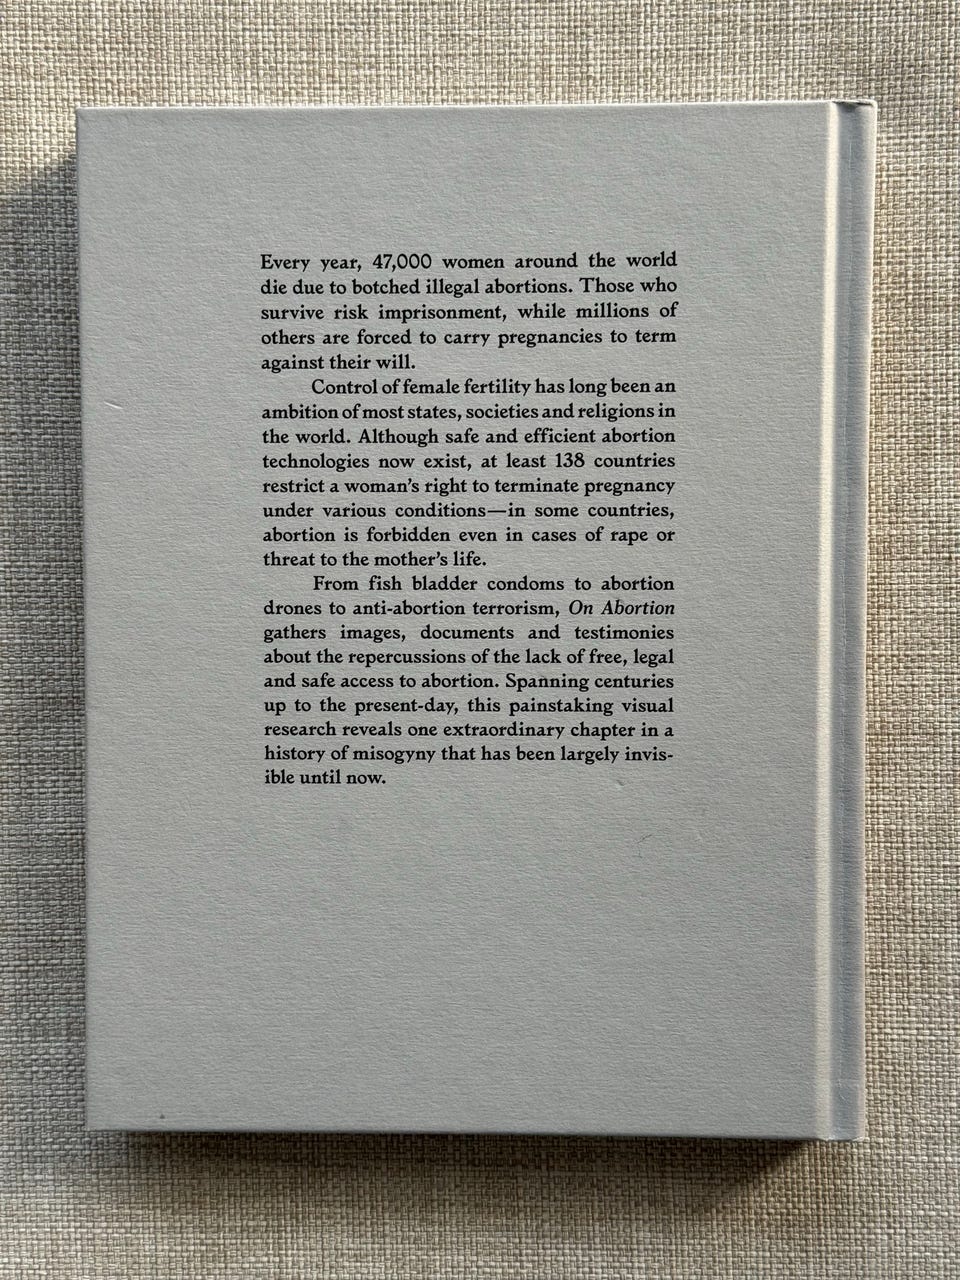 Every year, 47,000 women around the world
die due to botched illegal abortions. Those who
survive risk imprisonment, while millions of
others are forced to carry pregnancies to term
against their will.
Control of female fertility has long been an
ambition of most states, societies and religions in
the world. Although safe and efficient abortion
technologies now exist, at least 138 countries
restrict a woman’s right to terminate pregnancy
under various conditions—in some countries,
abortion is forbidden even in cases of rape or
threat to the mother’s life.
From fish bladder condoms to abortion
drones to anti-abortion terrorism, On Abortion
gathers images, documents and testimonies
about the repercussions of the lack of free, legal
and safe access to abortion. Spanning centuries
up to the present-day, this painstaking visual
research reveals one extraordinary chapter in a
history of misogyny that has been largely invis-
ible until now.